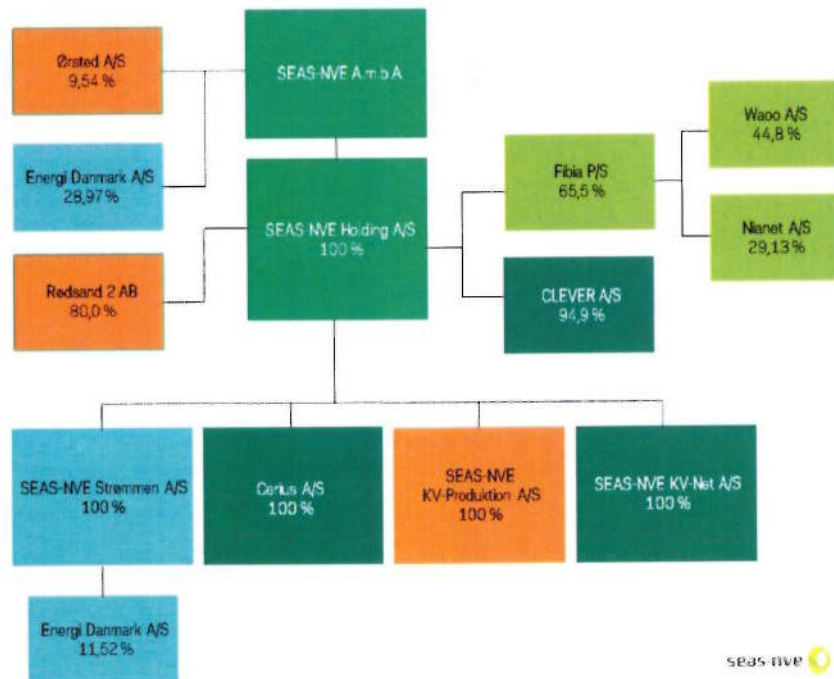 Ørsted A/S
9,54 %
SEAS-NVE A.m.b.A
Energi Danmark A/S
28,97 %
SEAS-NVE Holding A/S
100 %
Rødsand 2 AB
80,0 %
Fibia P/S
65,5 %
Waoo A/S
44,8 %
Nianet A/S
29,13 %
CLEVER A/S
94,9 %
SEAS-NVE Strømmen A/S
100 %
Cerius A/S
100 %
SEAS-NVE
KV-Produktion A/S
100 %
SEAS-NVE KV-Net A/S
100 %
Energi Danmark A/S
11,52 %
seas-nve